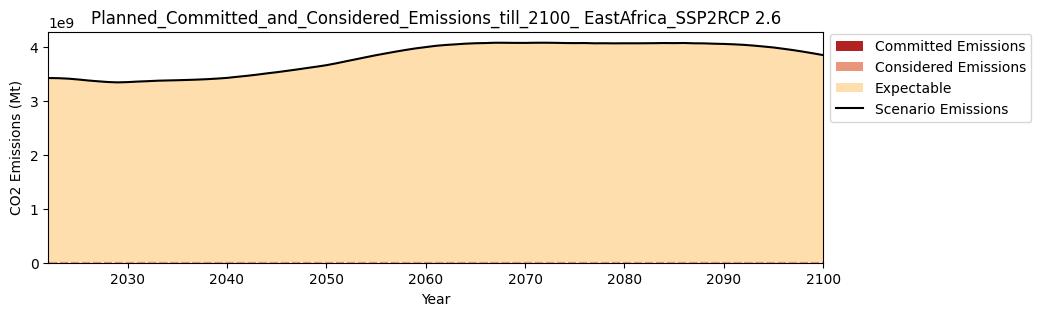 Planned_Committed_and_Considered_Emissions_till_2100_ EastAfrica_SSP2RCP 2.6
1e9
4
3
2
1
0
CO2 Emissions (Mt)
2030 2040 2050 2060 2070 2080 2090 2100
Year
Committed Emissions
Considered Emissions
Expectable
Scenario Emissions